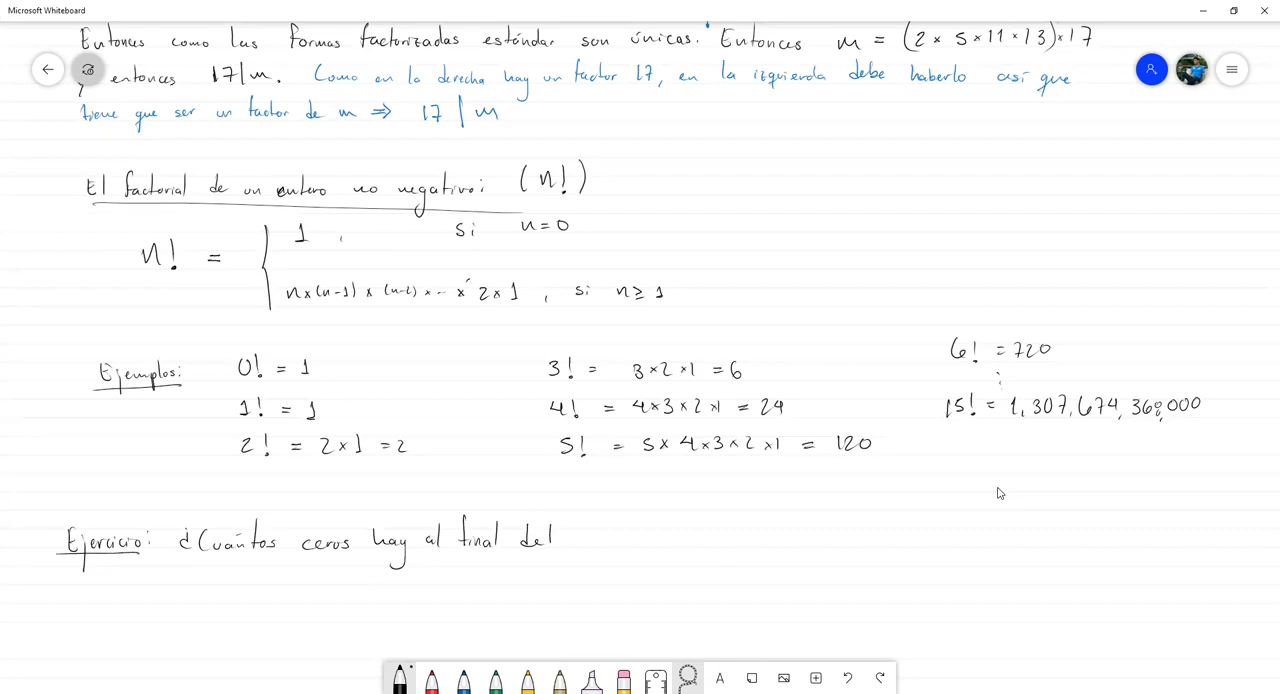 Microsoft Whiteboard
Entonces como las formas factorizadas estándar son únicas. Entonces m = (2 × 5 × 11 × 13) × 17
y entonces 17|m. Como en la derecha hay un factor 17, en la izquierda debe haberlo así que
tiene que ser un factor de m ⇒ 17 | m
El factorial de un entero no negativo: (n!)
n! = { 1, si n = 0
n × (n-1) × (n-2) × ... × 2 × 1, si n ≥ 1
Ejemplos: 0! = 1 3! = 3 × 2 × 1 = 6 6! = 720
⋮
1! = 1 4! = 4 × 3 × 2 × 1 = 24 15! = 1,307,674,368,000
2! = 2 × 1 = 2 5! = 5 × 4 × 3 × 2 × 1 = 120
Ejercicio: ¿Cuántos ceros hay al final del
A